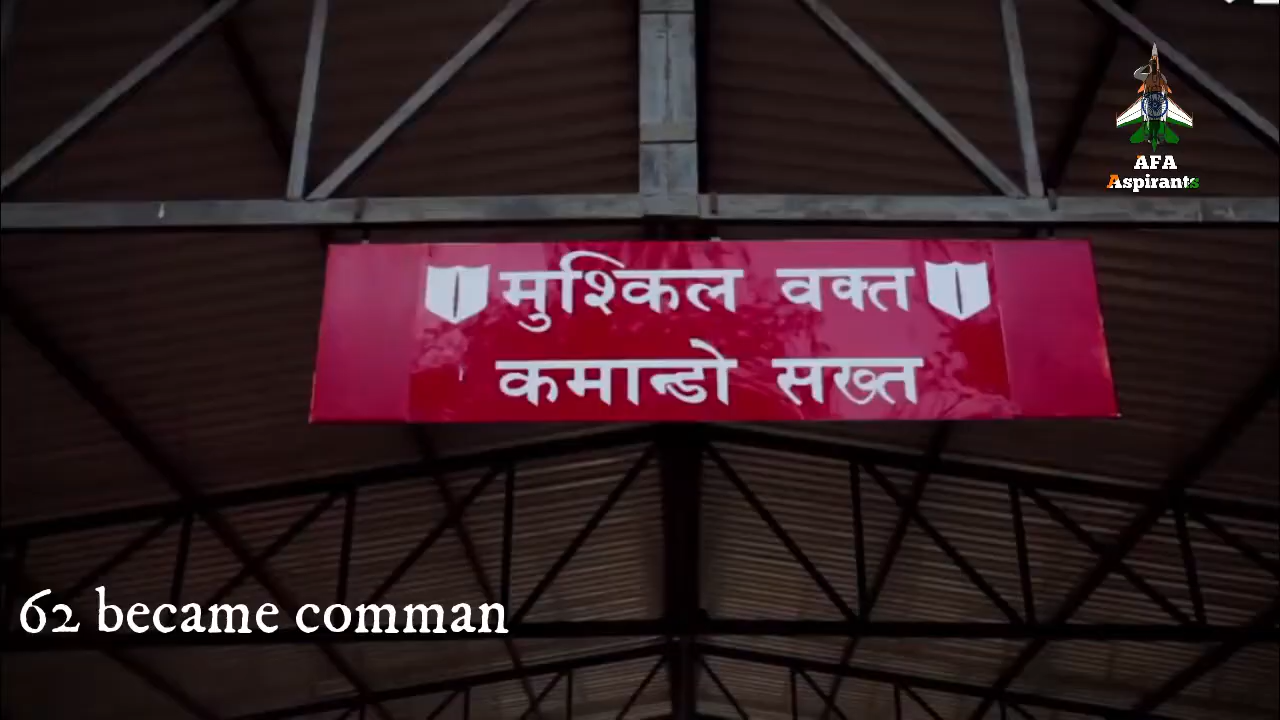 AFA
Aspirants
मुश्किल वक्त
कमान्डो सख्त
62 became comman